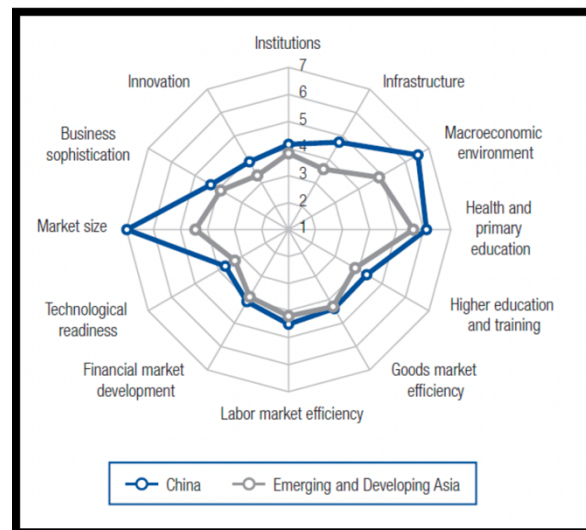 Institutions
Infrastructure
Macroeconomic
environment
Health and
primary
education
Higher education
and training
Goods market
efficiency
Labor market efficiency
Financial market
development
Technological
readiness
Market size
Business
sophistication
Innovation
7
6
5
4
3
2
1
China
Emerging and Developing Asia